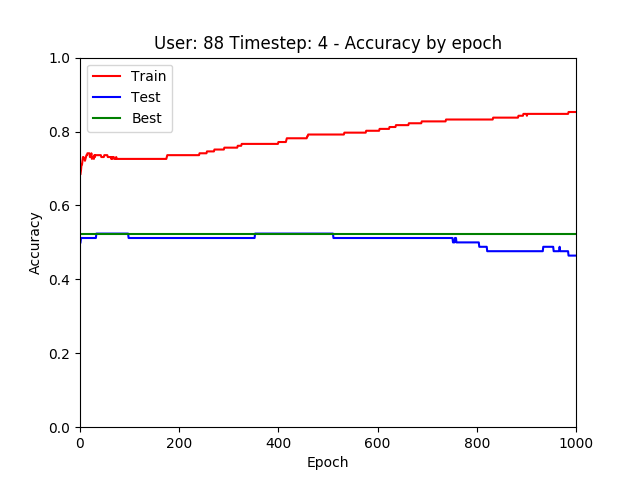 User: 88 Timestep: 4 - Accuracy by epoch
1.0
Train
Test
Best
0.8
0.6
Accuracy
0.4
0.2
0.0
0 200 400 600 800 1000
Epoch